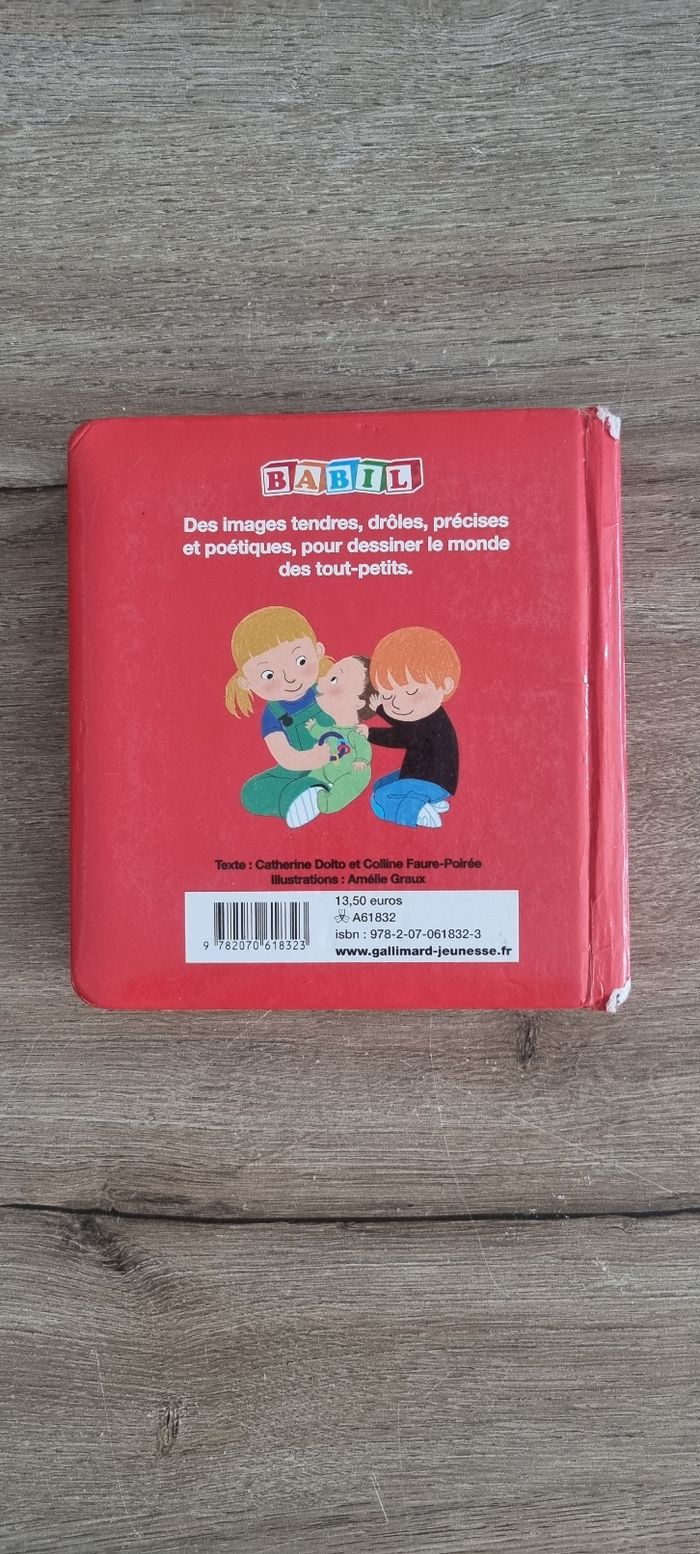 BABIL
Des images tendres, drôles, précises
et poétiques, pour dessiner le monde
des tout-petits.
Texte : Catherine Dolto et Colline Faure-Poirée
Illustrations : Amélie Graux
13,50 euros
A61832
isbn : 978-2-07-061832-3
www.gallimard-jeunesse.fr
9 782070 618323